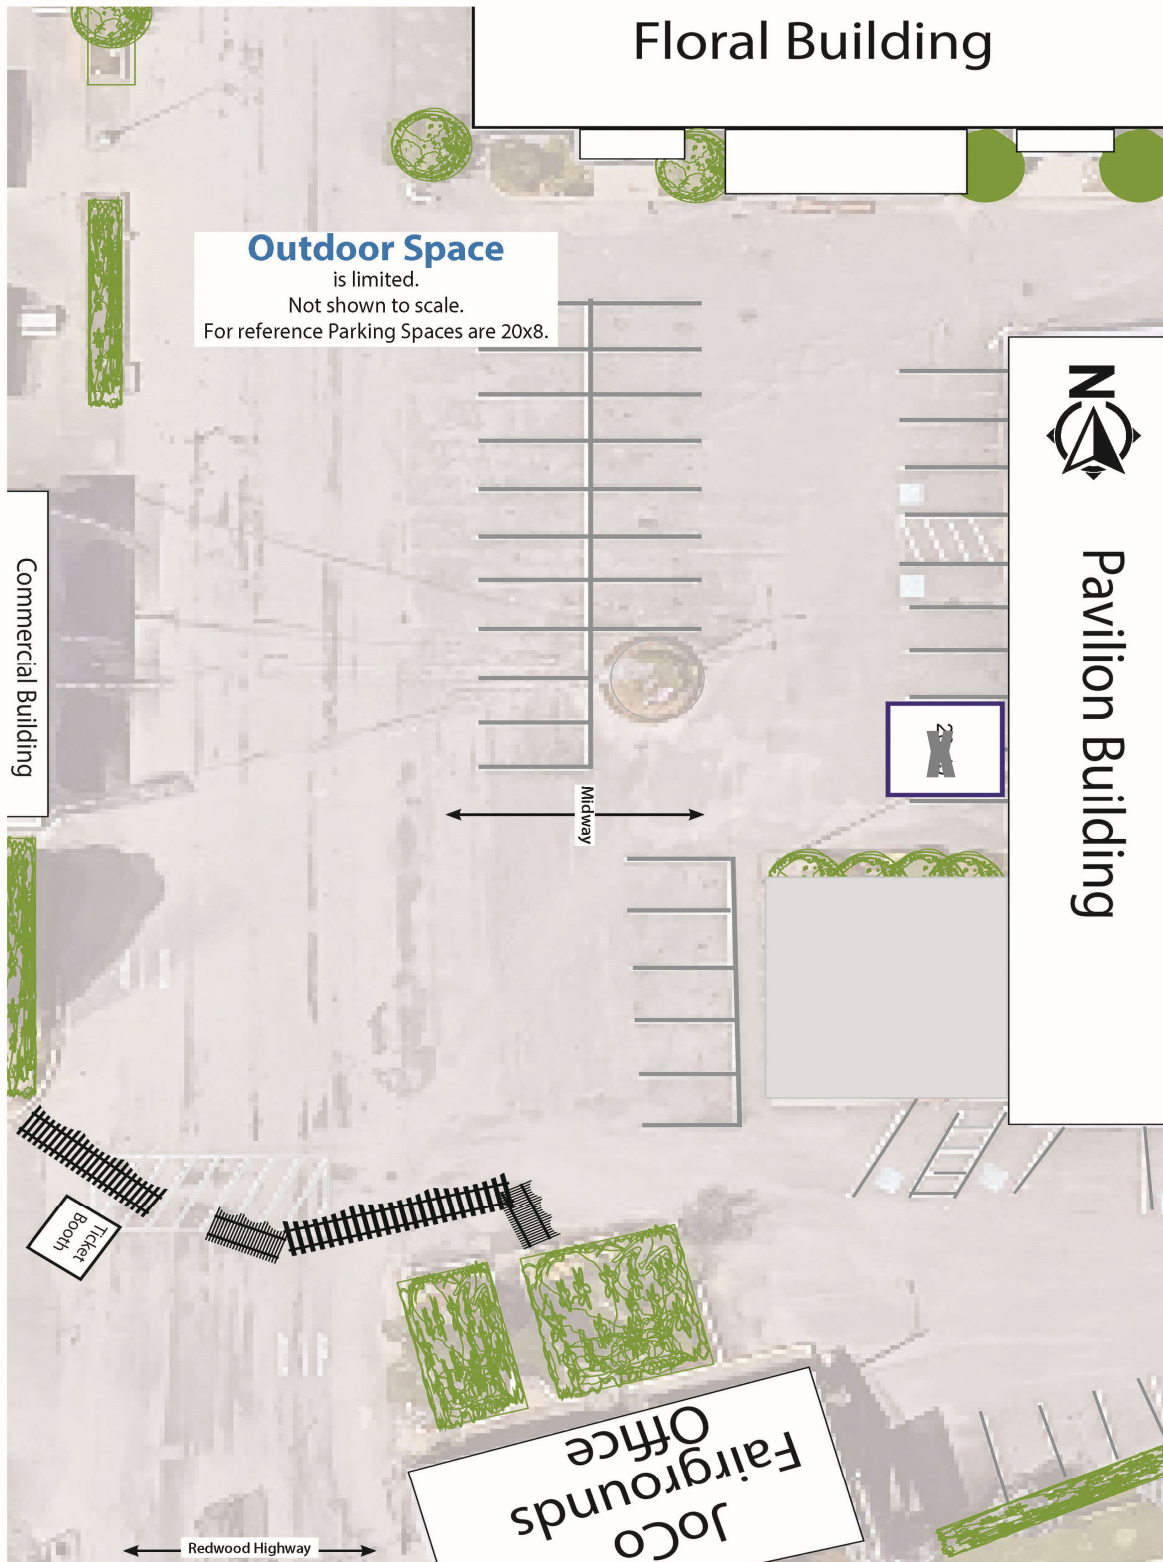 Floral Building
Outdoor Space
is limited.
Not shown to scale.
For reference Parking Spaces are 20x8.
N
Pavilion Building
Commercial Building
Midway
Ticket
Booth
JoCo
Fairgrounds
Office
Redwood Highway